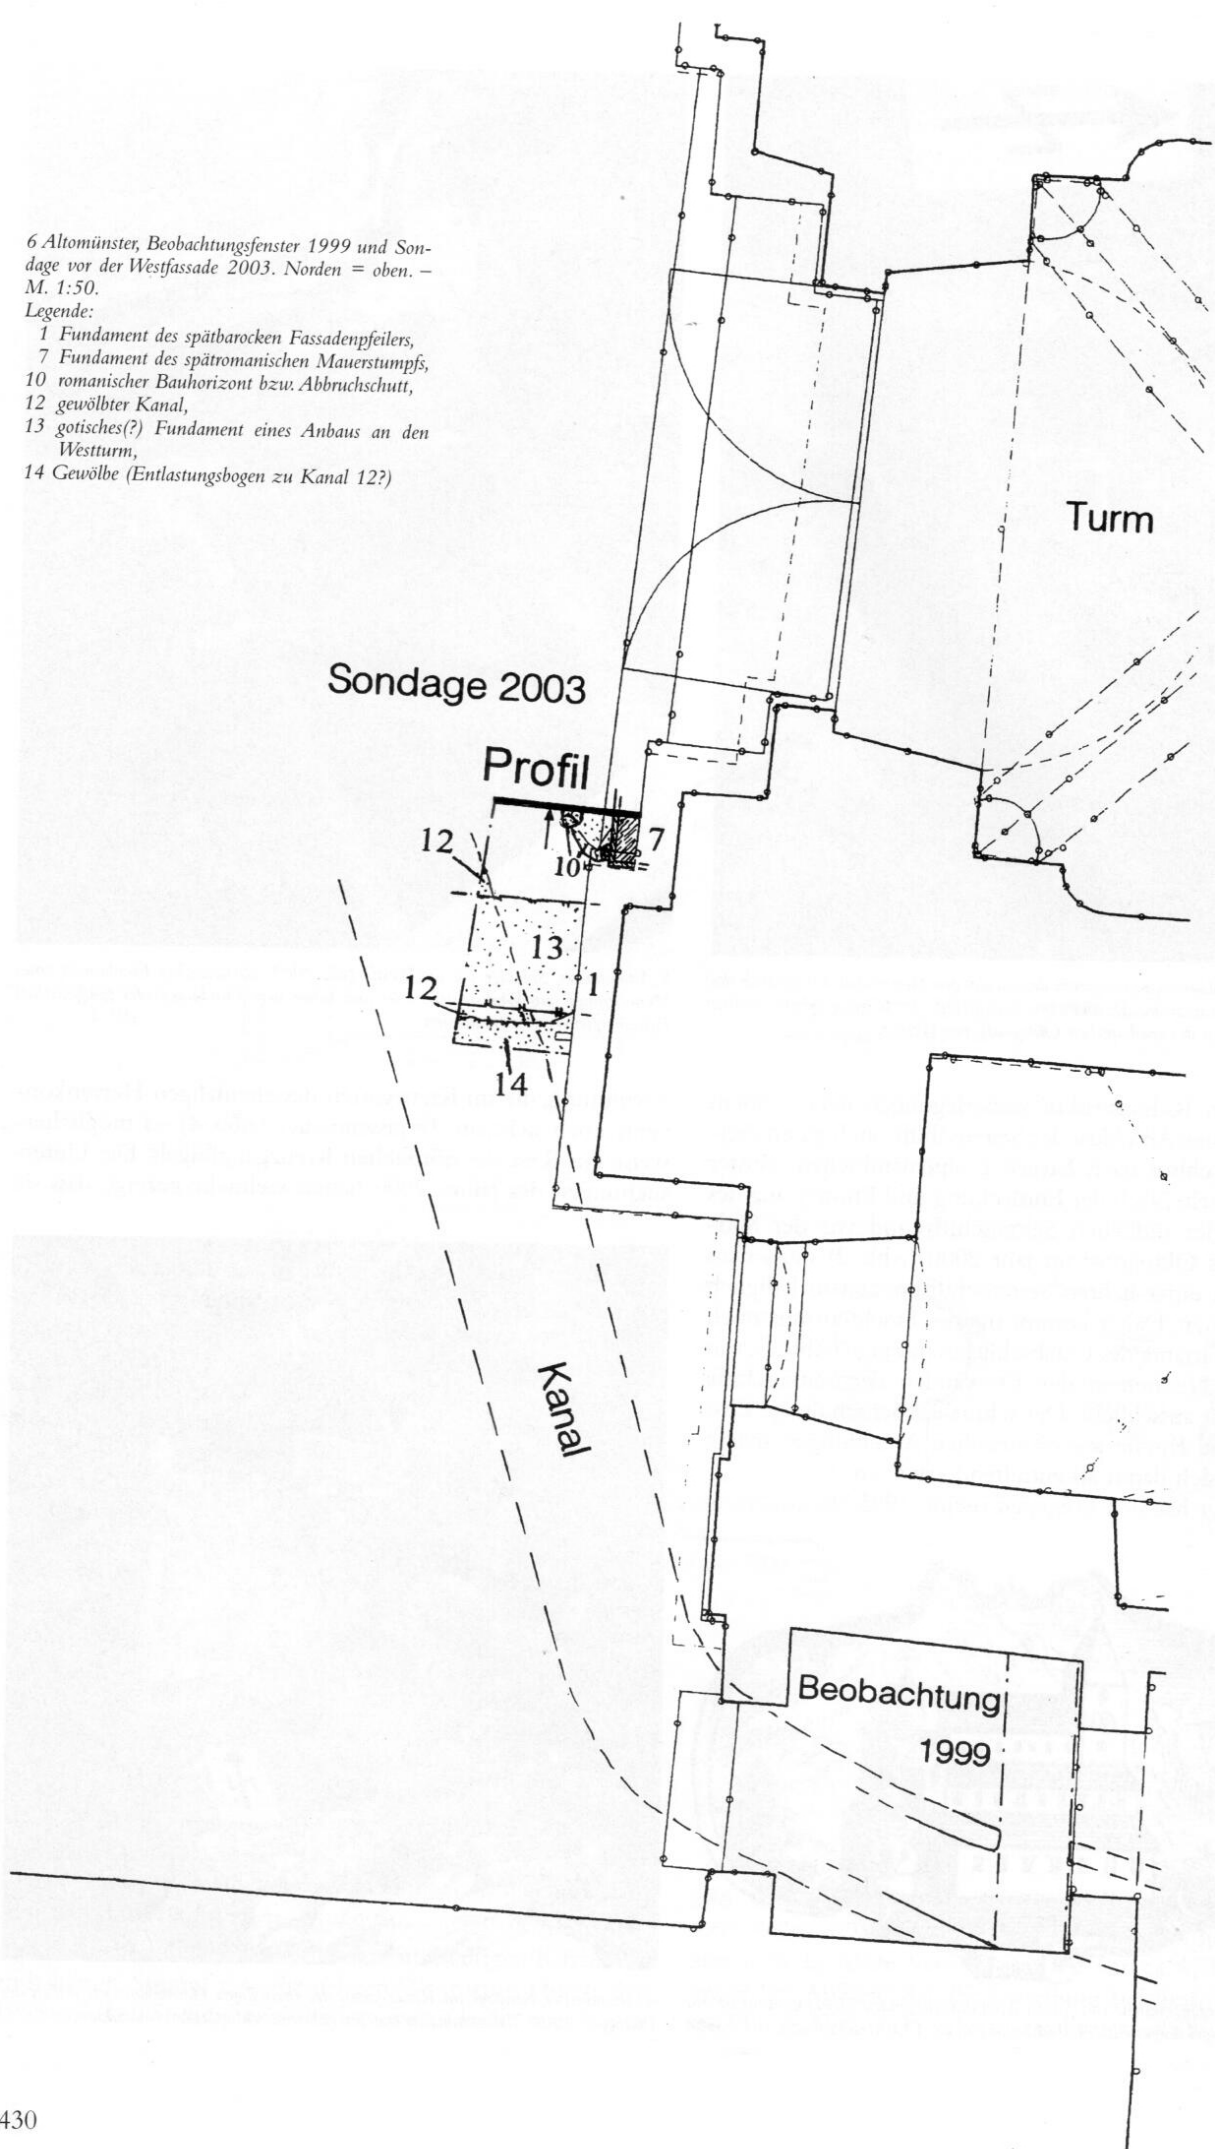 6 Altomünster, Beobachtungsfenster 1999 und Son-
dage vor der Westfassade 2003. Norden = oben. –
M. 1:50.
Legende:
1 Fundament des spätbarocken Fassadenpfeilers,
7 Fundament des spätromanischen Mauerstumpfs,
10 romanischer Bauhorizont bzw. Abbruchschutt,
12 gewölbter Kanal,
13 gotisches(?) Fundament eines Anbaus an den
Westturm,
14 Gewölbe (Entlastungsbogen zu Kanal 12?)
Turm
Sondage 2003
Profil
12
7
10
13
12
1
14
Kanal
Beobachtung
1999
430